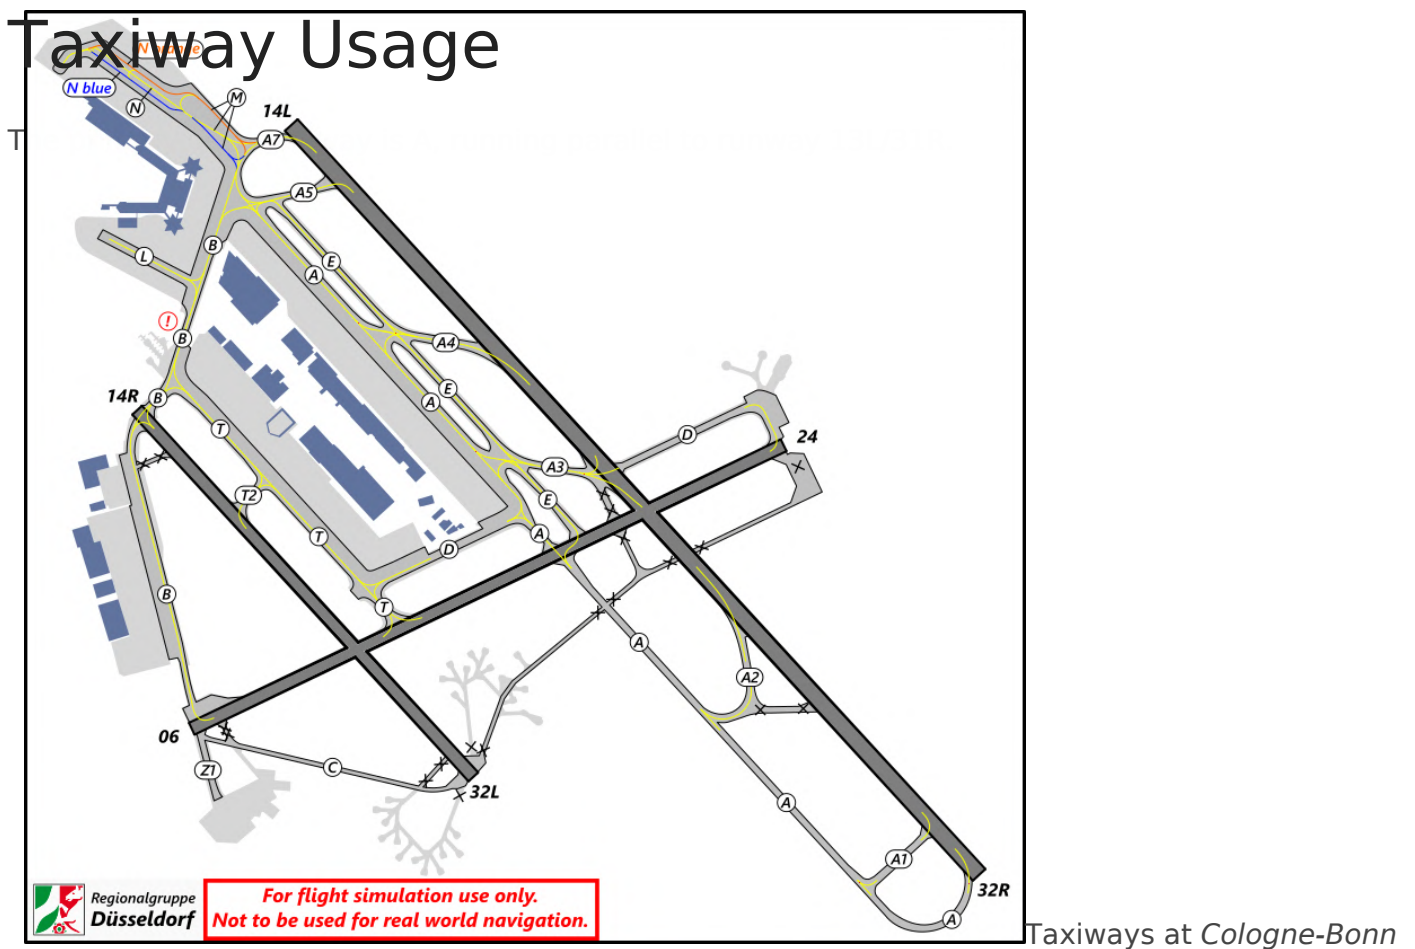 Taxiway Usage
N orange
N blue
N
M
14L
A7
A5
B
L
E
A
!
B
A4
14R
B
E
A
T
D
24
A3
T2
E
T
A
D
B
T
A
A2
06
Z1
C
32L
A
A1
32R
A
Regionalgruppe
Düsseldorf
For flight simulation use only.
Not to be used for real world navigation.
Taxiways at Cologne-Bonn